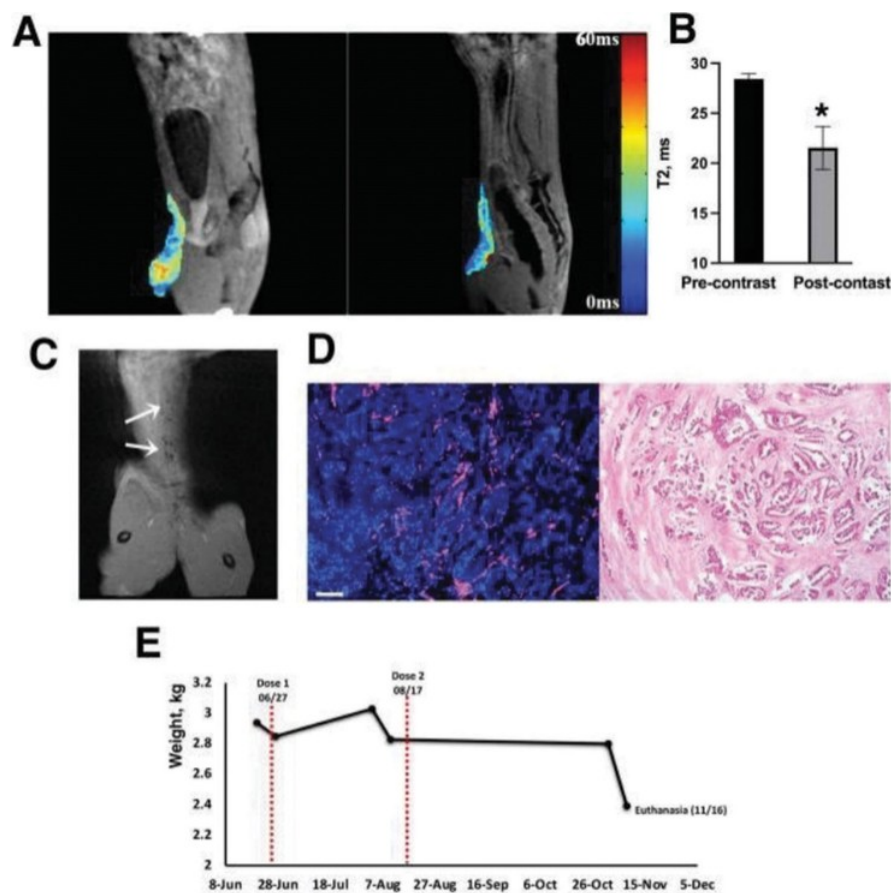 A
60ms
0ms
B
30
25
20
15
10
T2, ms
*
Pre-contrast Post-contast
C
D
E
3.2
3
2.8
2.6
2.4
2.2
2
Weight, kg
Dose 1
06/27
Dose 2
08/17
Euthanasia (11/16)
8-Jun 28-Jun 18-Jul 7-Aug 27-Aug 16-Sep 6-Oct 26-Oct 15-Nov 5-Dec